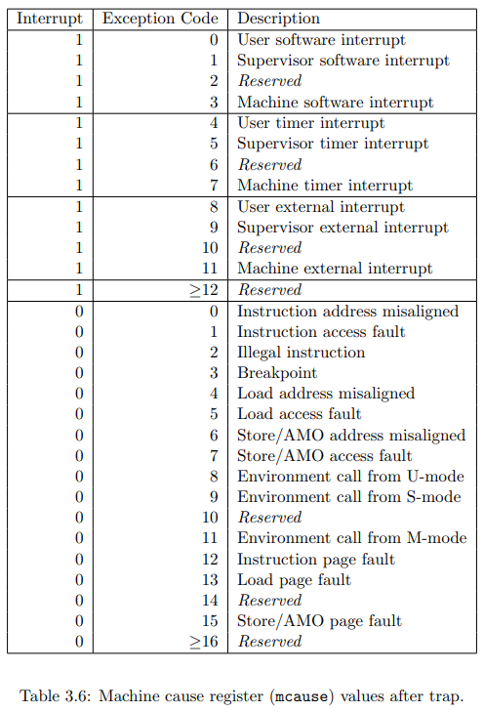 Interrupt Exception Code Description
1 0 User software interrupt
1 1 Supervisor software interrupt
1 2 Reserved
1 3 Machine software interrupt
1 4 User timer interrupt
1 5 Supervisor timer interrupt
1 6 Reserved
1 7 Machine timer interrupt
1 8 User external interrupt
1 9 Supervisor external interrupt
1 10 Reserved
1 11 Machine external interrupt
1 ≥12 Reserved
0 0 Instruction address misaligned
0 1 Instruction access fault
0 2 Illegal instruction
0 3 Breakpoint
0 4 Load address misaligned
0 5 Load access fault
0 6 Store/AMO address misaligned
0 7 Store/AMO access fault
0 8 Environment call from U-mode
0 9 Environment call from S-mode
0 10 Reserved
0 11 Environment call from M-mode
0 12 Instruction page fault
0 13 Load page fault
0 14 Reserved
0 15 Store/AMO page fault
0 ≥16 Reserved
Table 3.6: Machine cause register (mcause) values after trap.